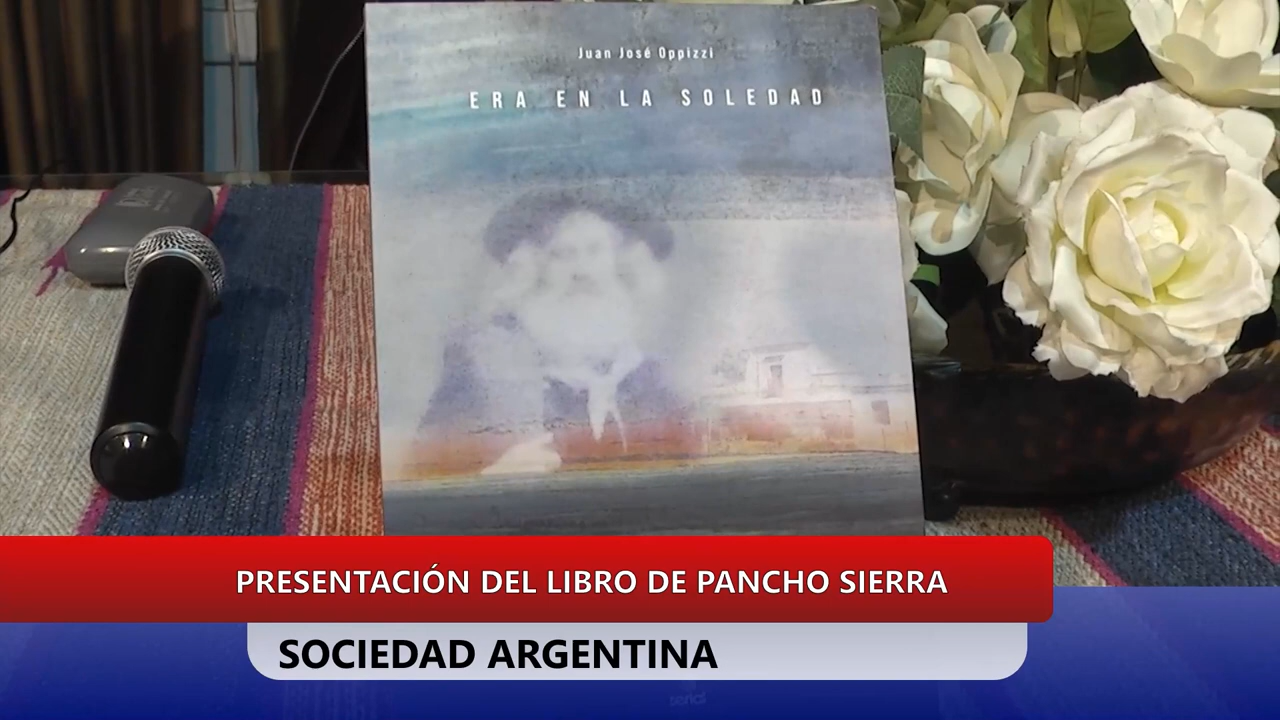 Juan José Oppizzi
ERA EN LA SOLEDAD
PRESENTACIÓN DEL LIBRO DE PANCHO SIERRA
SOCIEDAD ARGENTINA